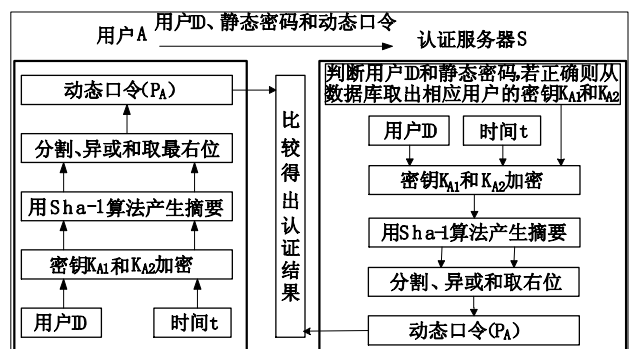 用户ID、静态密码和动态口令
用户A
认证服务器S
动态口令(PA)
分割、异或和取最右位
用Sha-1算法产生摘要
密钥KA1和KA2加密
用户ID
时间t
比较得出认证结果
判断用户ID和静态密码,若正确则从
数据库取出相应用户的密钥KA1和KA2
用户ID
时间t
密钥KA1和KA2加密
用Sha-1算法产生摘要
分割、异或和取右位
动态口令(PA)